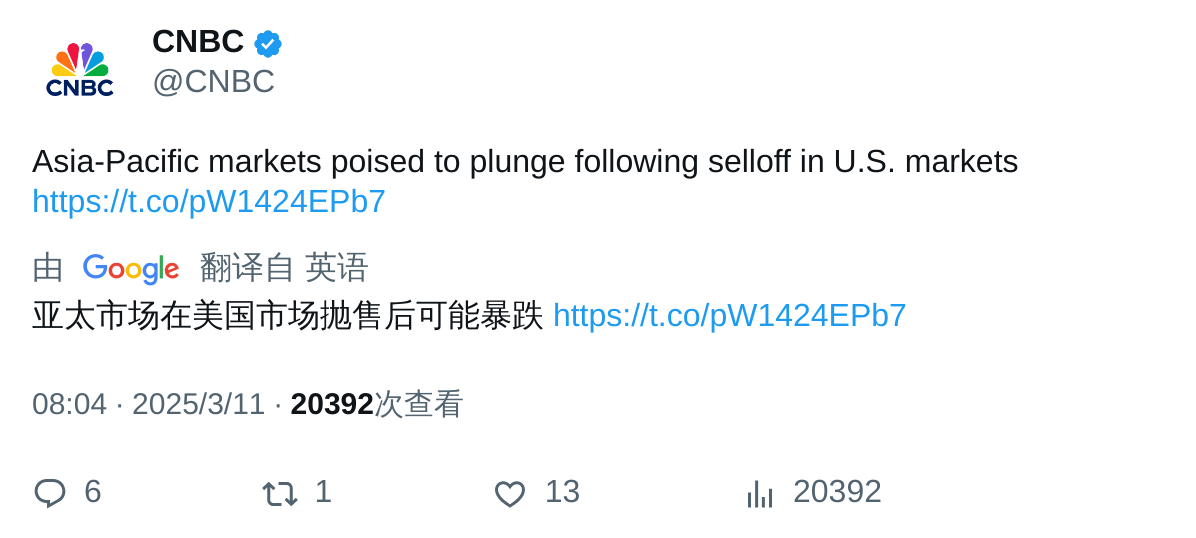 CNBC
CNBC
@CNBC
Asia-Pacific markets poised to plunge following selloff in U.S. markets
https://t.co/pW1424EPb7
由 Google 翻译自 英语
亚太市场在美国市场抛售后可能暴跌 https://t.co/pW1424EPb7
08:04 · 2025/3/11 · 20392次查看
6 1 13 20392